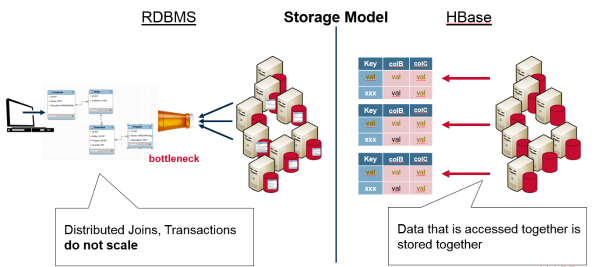 RDBMS
Storage Model
HBase
bottleneck
Distributed Joins, Transactions
do not scale
Key colB colC
val val val
xxx val val
Key colB colC
val val val
xxx val val
Key colB colC
val val val
xxx val val
Data that is accessed together is
stored together